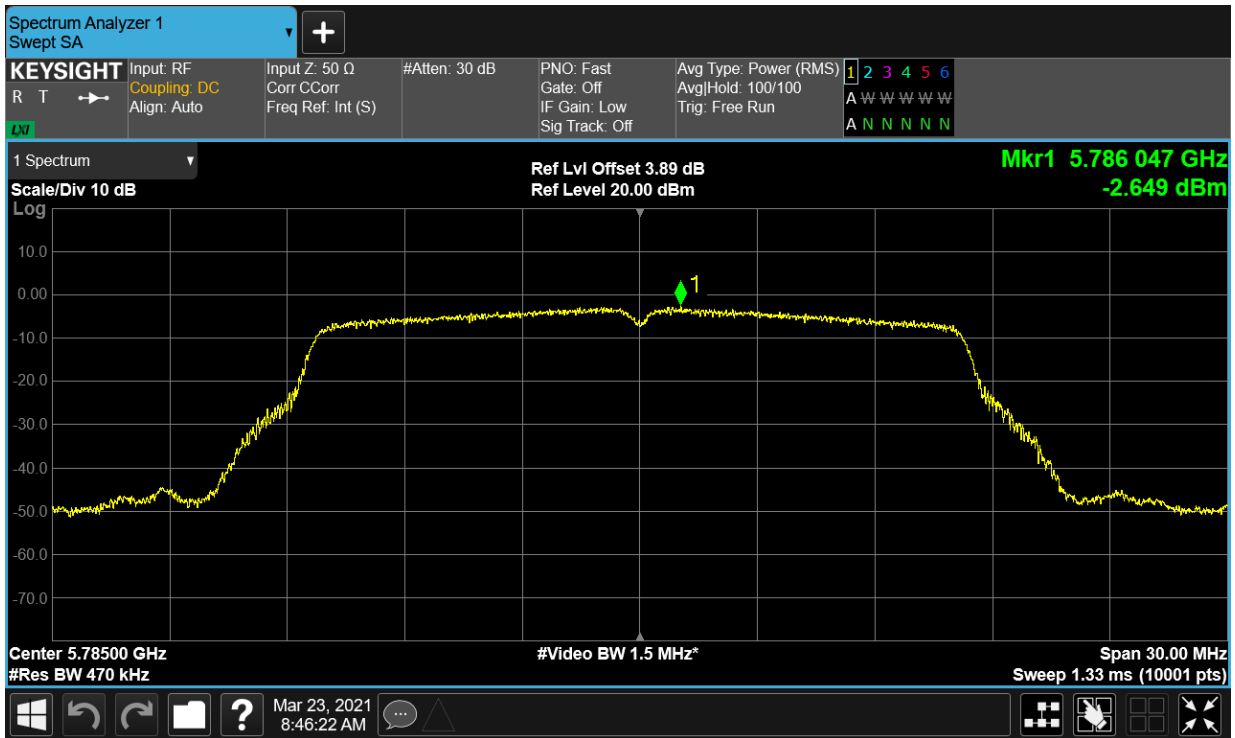 Spectrum Analyzer 1
Swept SA
+
KEYSIGHT
R T
LXI
Input: RF
Coupling: DC
Align: Auto
Input Z: 50 Ω
Corr CCorr
Freq Ref: Int (S)
#Atten: 30 dB
PNO: Fast
Gate: Off
IF Gain: Low
Sig Track: Off
Avg Type: Power (RMS)
Avg|Hold: 100/100
Trig: Free Run
1 2 3 4 5 6
A W W W W W
A N N N N N
1 Spectrum
Scale/Div 10 dB
Log
Ref Lvl Offset 3.89 dB
Ref Level 20.00 dBm
Mkr1 5.786 047 GHz
-2.649 dBm
10.0
0.00
-10.0
-20.0
-30.0
-40.0
-50.0
-60.0
-70.0
1
Center 5.78500 GHz
#Res BW 470 kHz
#Video BW 1.5 MHz*
Span 30.00 MHz
Sweep 1.33 ms (10001 pts)
?
Mar 23, 2021
8:46:22 AM